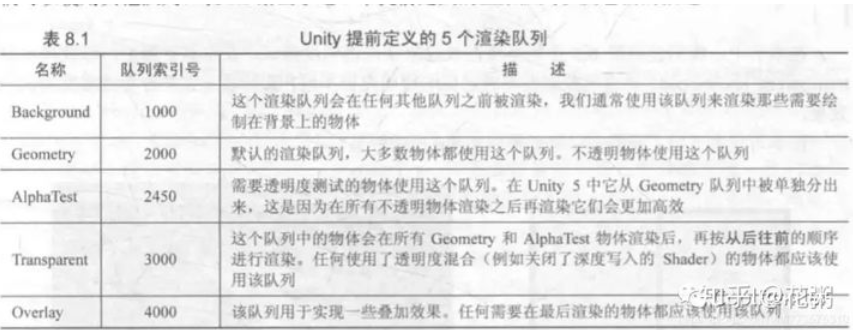 表 8.1 Unity 提前定义的 5 个渲染队列
名称 队列索引号 描 述
Background 1000 这个渲染队列会在任何其他队列之前被渲染，我们通常使用该队列来渲染那些需要绘
制在背景上的物体
Geometry 2000 默认的渲染队列，大多数物体都使用这个队列。不透明物体使用这个队列
AlphaTest 2450 需要透明度测试的物体使用这个队列。在 Unity 5 中它从 Geometry 队列中被单独分出
来，这是因为在所有不透明物体渲染之后再渲染它们会更加高效
Transparent 3000 这个队列中的物体会在所有 Geometry 和 AlphaTest 物体渲染后，再按从后往前的顺序
进行渲染。任何使用了透明度混合（例如关闭了深度写入的 Shader）的物体都应该使
用该队列
Overlay 4000 该队列用于实现一些叠加效果。任何需要在最后渲染的物体都应该使用该队列
知乎 @花粥